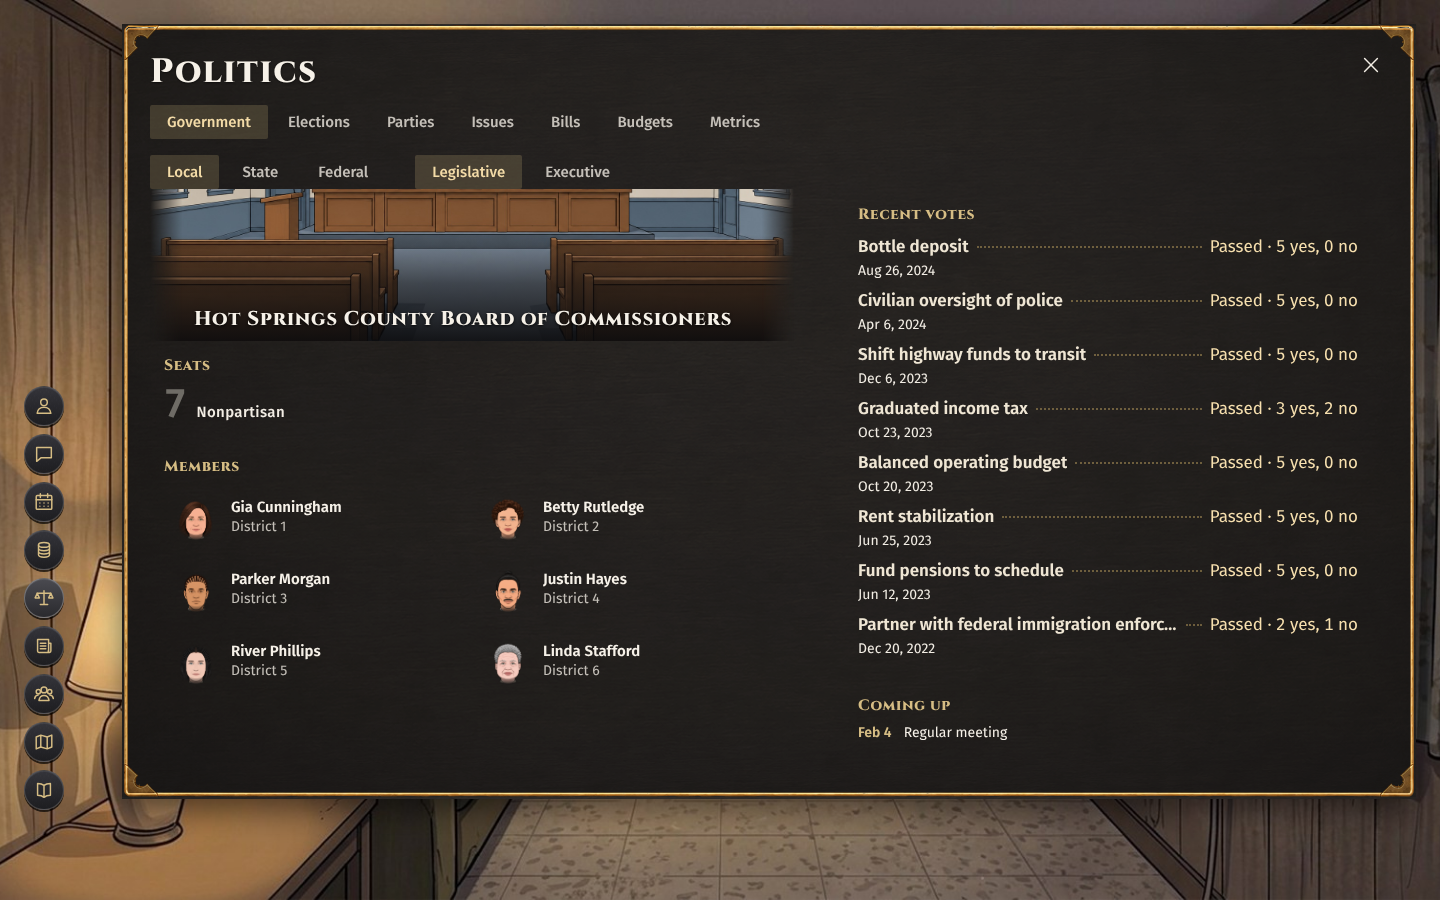 Politics
Government Elections Parties Issues Bills Budgets Metrics
Local State Federal Legislative Executive
Hot Springs County Board of Commissioners
Seats
7 Nonpartisan
Members
Gia Cunningham
District 1
Betty Rutledge
District 2
Parker Morgan
District 3
Justin Hayes
District 4
River Phillips
District 5
Linda Stafford
District 6
Recent votes
Bottle deposit Passed · 5 yes, 0 no
Aug 26, 2024
Civilian oversight of police Passed · 5 yes, 0 no
Apr 6, 2024
Shift highway funds to transit Passed · 5 yes, 0 no
Dec 6, 2023
Graduated income tax Passed · 3 yes, 2 no
Oct 23, 2023
Balanced operating budget Passed · 5 yes, 0 no
Oct 20, 2023
Rent stabilization Passed · 5 yes, 0 no
Jun 25, 2023
Fund pensions to schedule Passed · 5 yes, 0 no
Jun 12, 2023
Partner with federal immigration enforc... Passed · 2 yes, 1 no
Dec 20, 2022
Coming up
Feb 4 Regular meeting